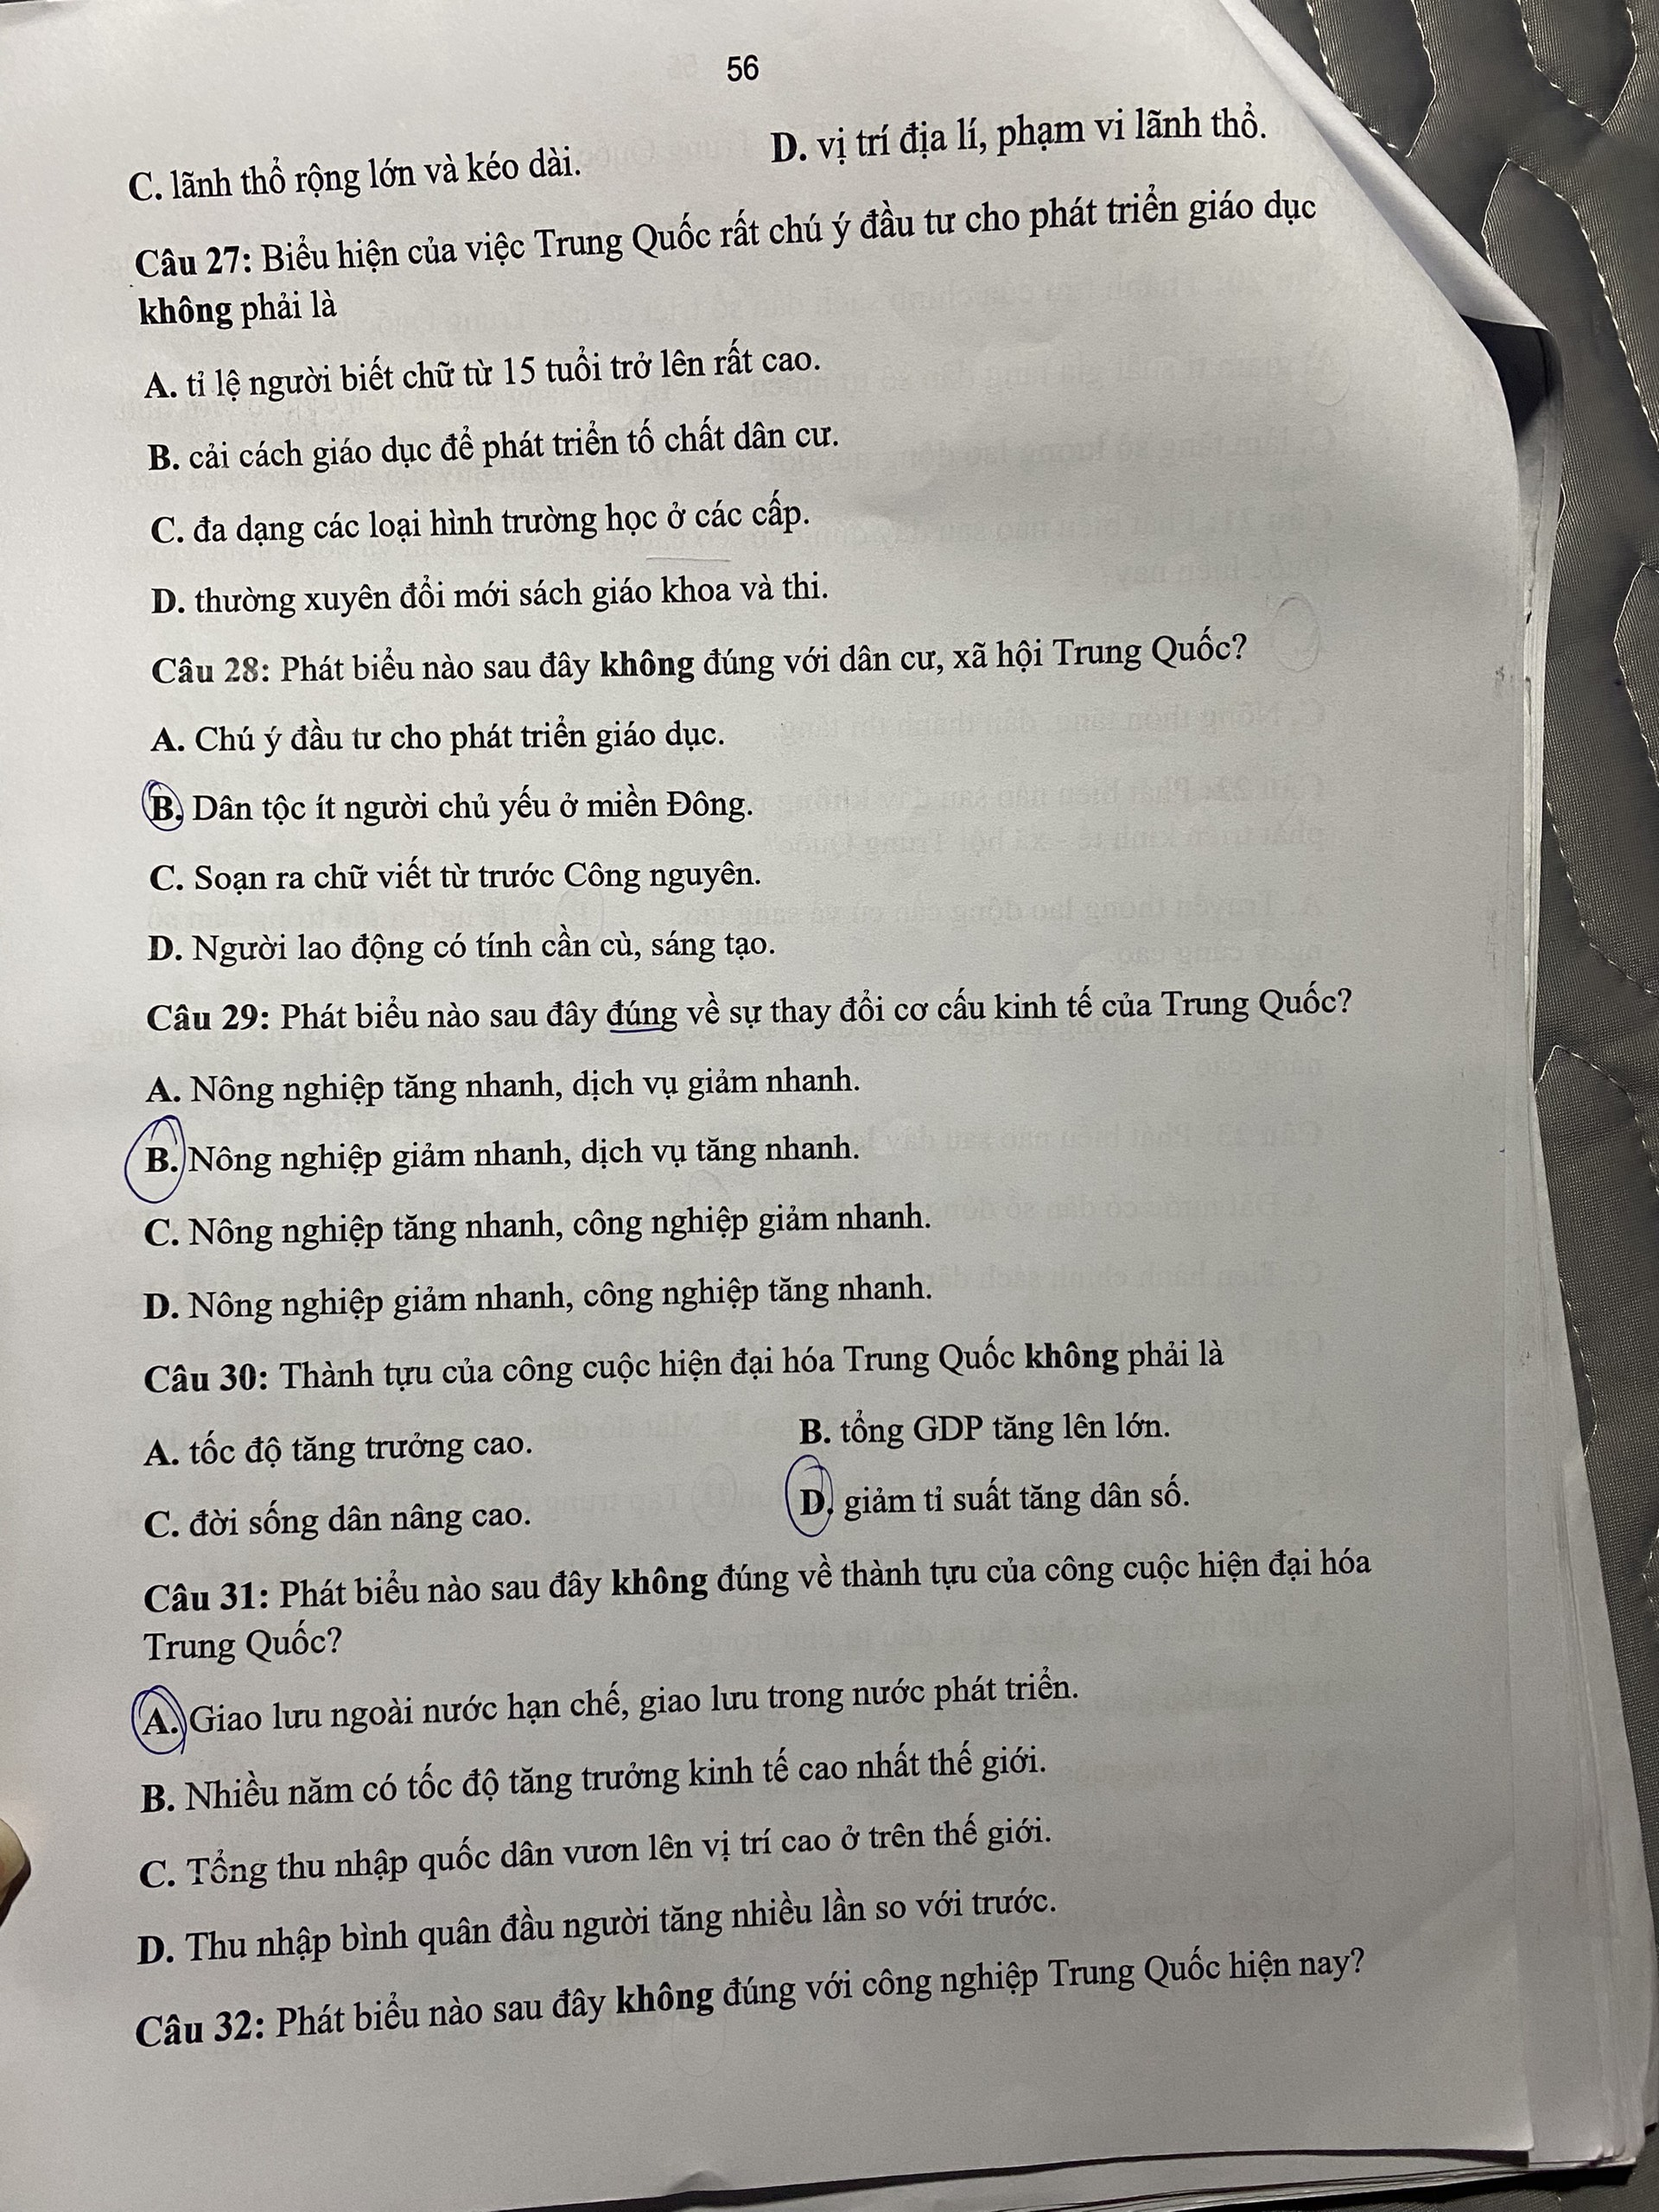 56
C. lãnh thổ rộng lớn và kéo dài. D. vị trí địa lí, phạm vi lãnh thổ.
Câu 27: Biểu hiện của việc Trung Quốc rất chú ý đầu tư cho phát triển giáo dục
không phải là
A. tỉ lệ người biết chữ từ 15 tuổi trở lên rất cao.
B. cải cách giáo dục để phát triển tố chất dân cư.
C. đa dạng các loại hình trường học ở các cấp.
D. thường xuyên đổi mới sách giáo khoa và thi.
Câu 28: Phát biểu nào sau đây không đúng với dân cư, xã hội Trung Quốc?
A. Chú ý đầu tư cho phát triển giáo dục.
B. Dân tộc ít người chủ yếu ở miền Đông.
C. Soạn ra chữ viết từ trước Công nguyên.
D. Người lao động có tính cần cù, sáng tạo.
Câu 29: Phát biểu nào sau đây đúng về sự thay đổi cơ cấu kinh tế của Trung Quốc?
A. Nông nghiệp tăng nhanh, dịch vụ giảm nhanh.
B. Nông nghiệp giảm nhanh, dịch vụ tăng nhanh.
C. Nông nghiệp tăng nhanh, công nghiệp giảm nhanh.
D. Nông nghiệp giảm nhanh, công nghiệp tăng nhanh.
Câu 30: Thành tựu của công cuộc hiện đại hóa Trung Quốc không phải là
A. tốc độ tăng trưởng cao. B. tổng GDP tăng lên lớn.
C. đời sống dân nâng cao. D. giảm tỉ suất tăng dân số.
Câu 31: Phát biểu nào sau đây không đúng về thành tựu của công cuộc hiện đại hóa
Trung Quốc?
A. Giao lưu ngoài nước hạn chế, giao lưu trong nước phát triển.
B. Nhiều năm có tốc độ tăng trưởng kinh tế cao nhất thế giới.
C. Tổng thu nhập quốc dân vươn lên vị trí cao ở trên thế giới.
D. Thu nhập bình quân đầu người tăng nhiều lần so với trước.
Câu 32: Phát biểu nào sau đây không đúng với công nghiệp Trung Quốc hiện nay?